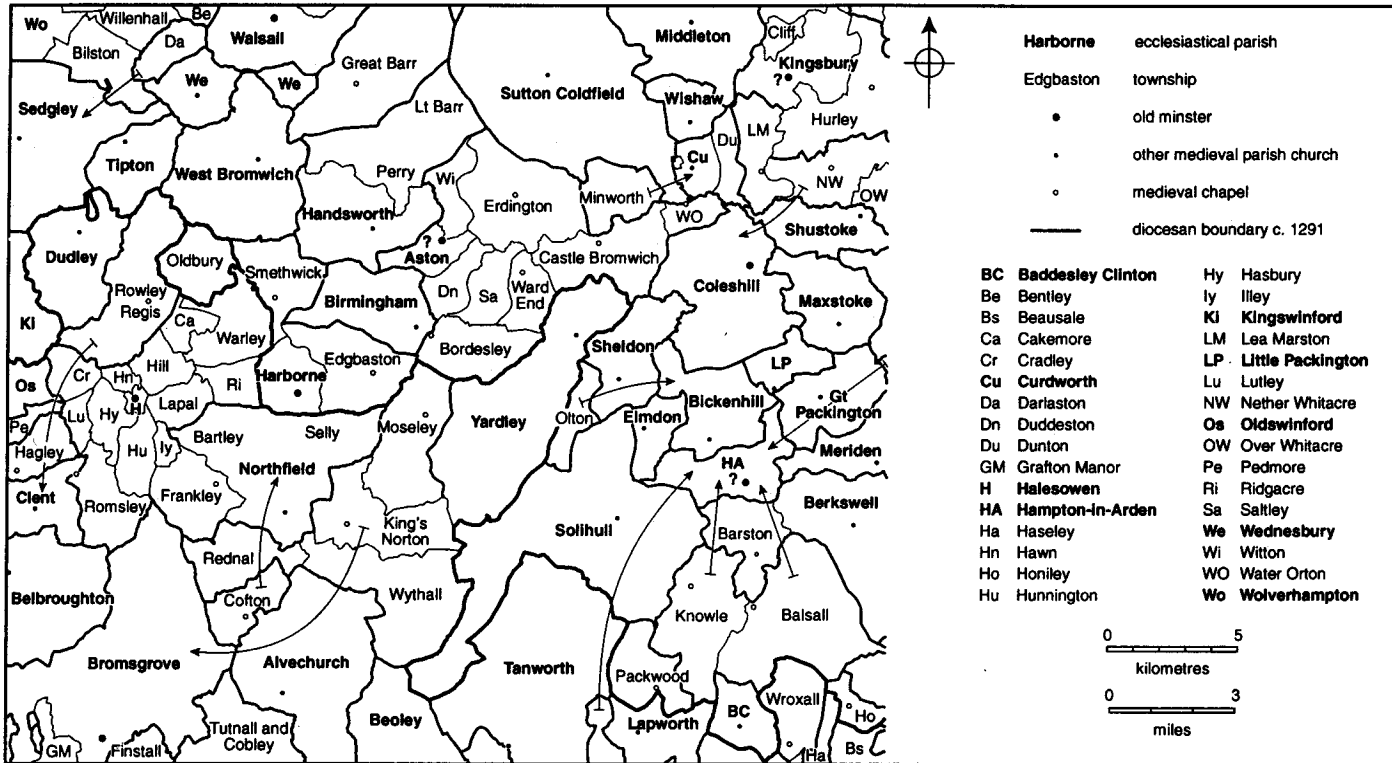 Wo
Willenhall
Be
Bilston
Da
Walsall
We
We
Great Barr
Lt Barr
Sedgley
Tipton
West Bromwich
Perry
Wi
Handsworth
Erdington
? Aston
Sutton Coldfield
Middleton
Wishaw
Cliff
Kingsbury
?
LM
Du
Hurley
Cu
Minworth
WO
NW
OW
Shustoke
Dudley
Oldbury
Smethwick
Rowley
Regis
Birmingham
Dn
Sa
Ward
End
Castle Bromwich
Coleshill
Maxstoke
KI
Ca
Warley
Edgbaston
Bordesley
Harborne
Hill
Ri
Os
Cr
Hn
H
Lapal
Lu
Hy
Hu
Iy
Pe
Hagley
Clent
Romsley
Bartley
Selly
Northfield
Frankley
Moseley
Yardley
Sheldon
Olton
Elmdon
Bickenhill
LP
Gt
Packington
Meriden
HA
?
Berkswell
Solihull
Barston
Knowle
Balsall
King's
Norton
Rednal
Cofton
Wythall
Belbroughton
Bromsgrove
Alvechurch
Tanworth
Packwood
Lapworth
BC
Wroxall
Ho
Ha
Bs
GM
Finstall
Tutnall and
Cobley
Beoley
Harborne ecclesiastical parish
Edgbaston township
old minster
other medieval parish church
medieval chapel
diocesan boundary c. 1291
BC Baddesley Clinton
Be Bentley
Bs Beausale
Ca Cakemore
Cr Cradley
Cu Curdworth
Da Darlaston
Dn Duddeston
Du Dunton
GM Grafton Manor
H Halesowen
HA Hampton-in-Arden
Ha Haseley
Hn Hawn
Ho Honiley
Hu Hunnington
Hy Hasbury
Iy Illey
Ki Kingswinford
LM Lea Marston
LP Little Packington
Lu Lutley
NW Nether Whitacre
Os Oldswinford
OW Over Whitacre
Pe Pedmore
Ri Ridgacre
Sa Saltley
We Wednesbury
Wi Witton
WO Water Orton
Wo Wolverhampton
0 5
kilometres
0 3
miles